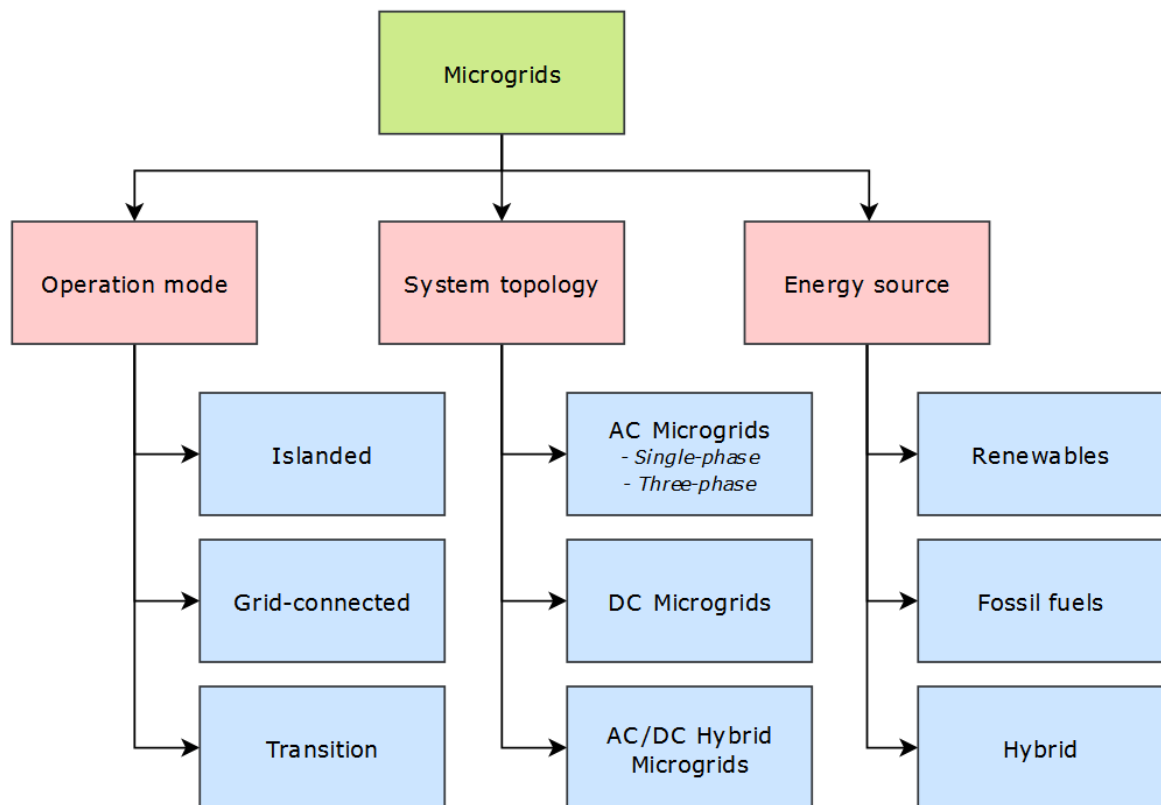 Microgrids
Operation mode
System topology
Energy source
Islanded
Grid-connected
Transition
AC Microgrids
- Single-phase
- Three-phase
DC Microgrids
AC/DC Hybrid
Microgrids
Renewables
Fossil fuels
Hybrid